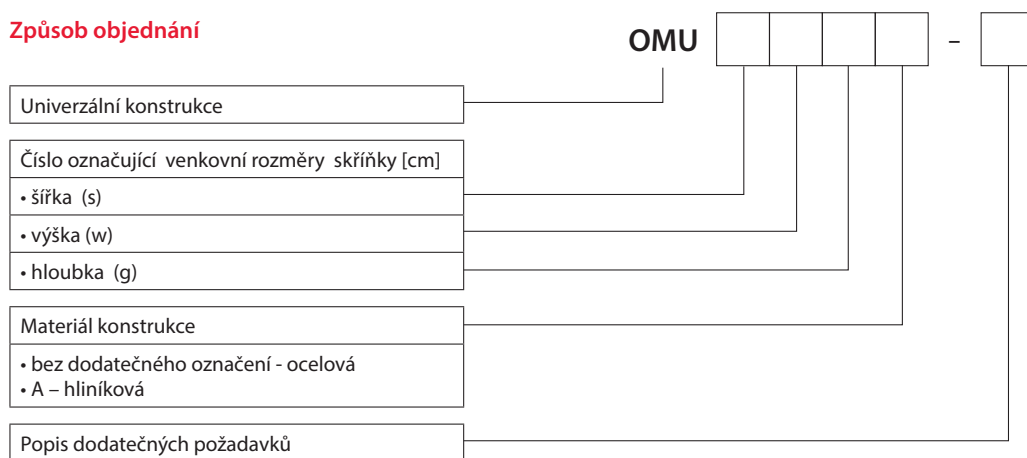 Způsob objednání
OMU –
Univerzální konstrukce
Číslo označující venkovní rozměry skříňky [cm]
• šířka (s)
• výška (w)
• hloubka (g)
Materiál konstrukce
• bez dodatečného označení - ocelová
• A – hliníková
Popis dodatečných požadavků